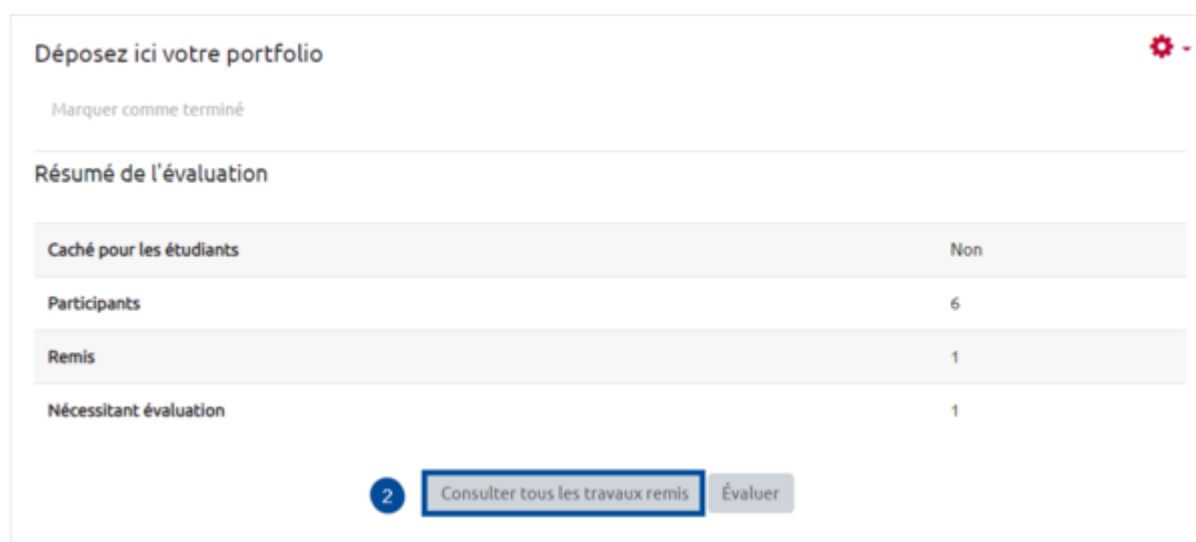 Déposez ici votre portfolio
Marquer comme terminé
Résumé de l'évaluation
Caché pour les étudiants Non
Participants 6
Remis 1
Nécessitant évaluation 1
2 Consulter tous les travaux remis Évaluer